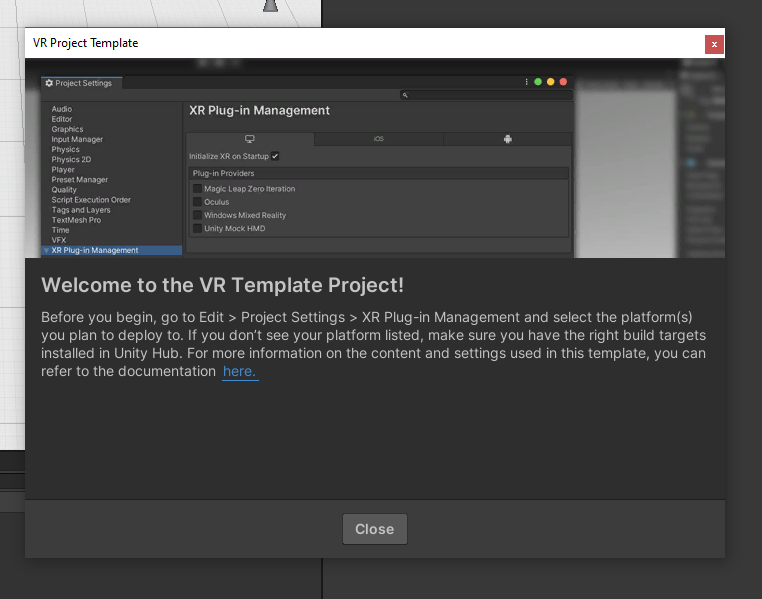 VR Project Template
x
Project Settings
Audio
Editor
Graphics
Input Manager
Physics
Physics 2D
Player
Preset Manager
Quality
Script Execution Order
Tags and Layers
TextMesh Pro
Time
VFX
XR Plug-in Management
XR Plug-in Management
iOS
Initialize XR on Startup
Plug-in Providers
Magic Leap Zero Iteration
Oculus
Windows Mixed Reality
Unity Mock HMD
Welcome to the VR Template Project!
Before you begin, go to Edit > Project Settings > XR Plug-in Management and select the platform(s)
you plan to deploy to. If you don’t see your platform listed, make sure you have the right build targets
installed in Unity Hub. For more information on the content and settings used in this template, you can
refer to the documentation here.
Close